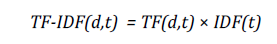 TF-IDF(d,t) = TF(d,t) × IDF(t)